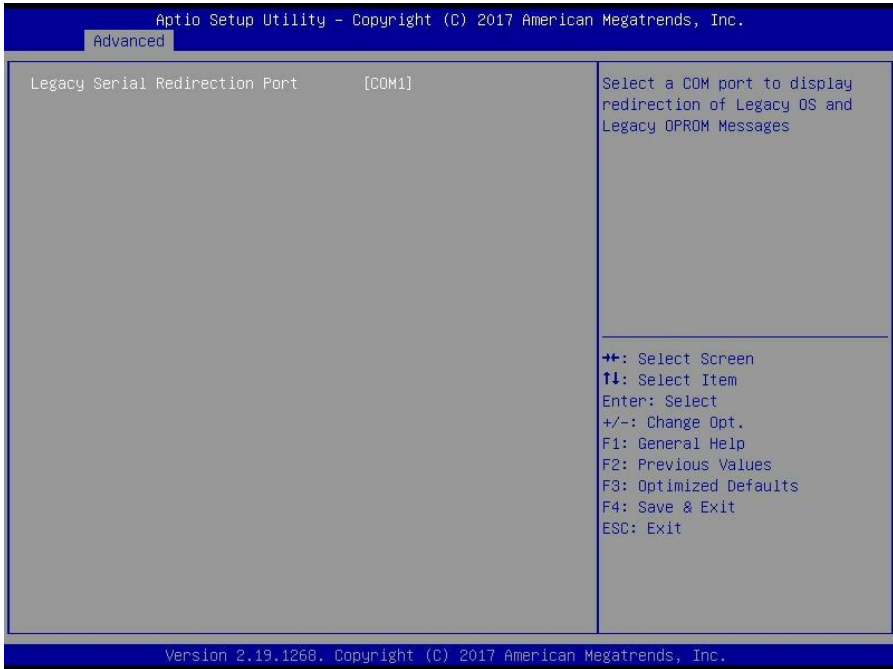 Aptio Setup Utility – Copyright (C) 2017 American Megatrends, Inc.
Advanced
Legacy Serial Redirection Port [COM1]
Select a COM port to display
redirection of Legacy OS and
Legacy OPROM Messages
→←: Select Screen
↑↓: Select Item
Enter: Select
+/-: Change Opt.
F1: General Help
F2: Previous Values
F3: Optimized Defaults
F4: Save & Exit
ESC: Exit
Version 2.19.1268. Copyright (C) 2017 American Megatrends, Inc.